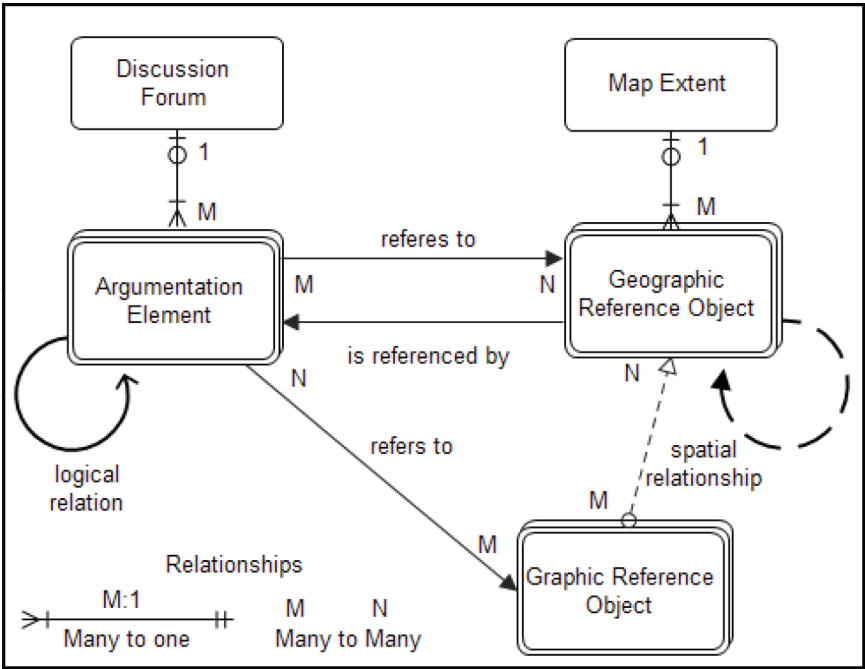 Discussion
Forum
Map Extent
1
1
M
M
referes to
Argumentation
Element
M
N
Geographic
Reference Object
is referenced by
N
N
refers to
spatial
relationship
logical
relation
M
M
Graphic Reference
Object
Relationships
M:1
Many to one
M N
Many to Many